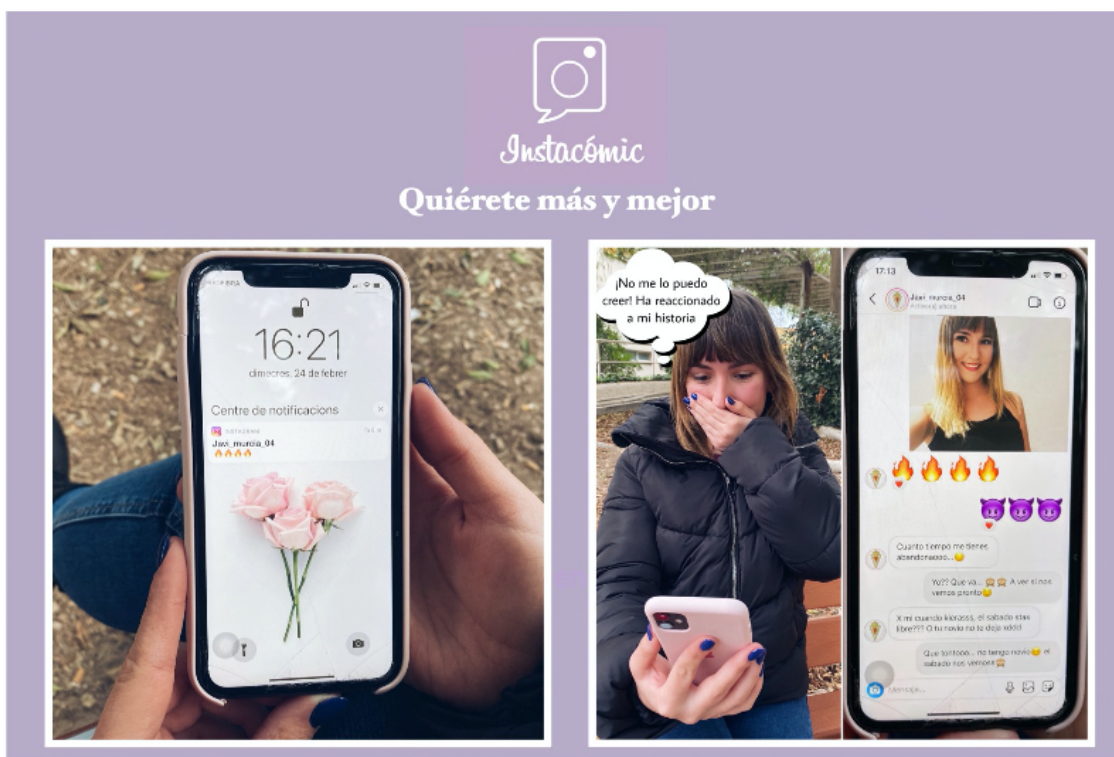 Instacómic
Quiérete más y mejor
16:21
dimecres, 24 de febrer
Centre de notificacions
Javi_murcia_04
¡No me lo puedo
creer! Ha reaccionado
a mi historia
17:13
Javi_murcia_04
Cuanto tiempo me tienes
abandonaooo...
Yo?? Que va... A ver si nos
vemos pronto
X mi cuando kierasss, el sabado stas
libre??? O tu novio no te deja xddd
Que tontooo... no tengo novio el
sabado nos vemos